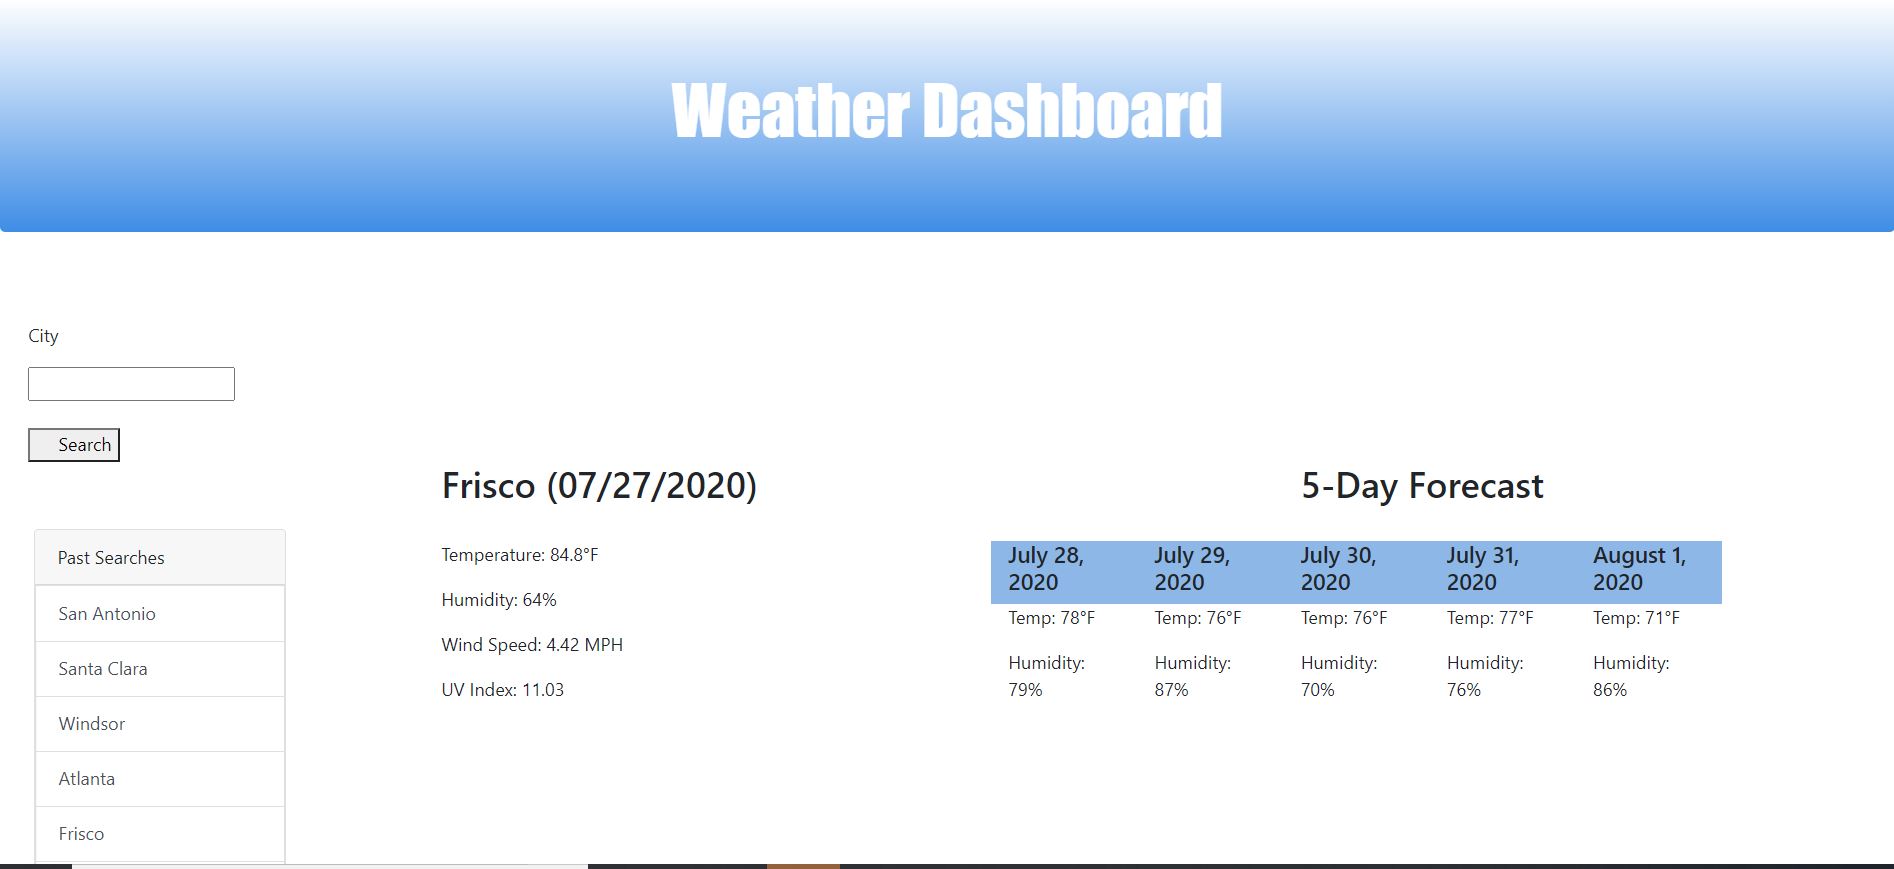 Weather Dashboard
City
Search
Past Searches
San Antonio
Santa Clara
Windsor
Atlanta
Frisco
Frisco (07/27/2020)
Temperature: 84.8°F
Humidity: 64%
Wind Speed: 4.42 MPH
UV Index: 11.03
5-Day Forecast
July 28,
2020
Temp: 78°F
Humidity:
79%
July 29,
2020
Temp: 76°F
Humidity:
87%
July 30,
2020
Temp: 76°F
Humidity:
70%
July 31,
2020
Temp: 77°F
Humidity:
76%
August 1,
2020
Temp: 71°F
Humidity:
86%